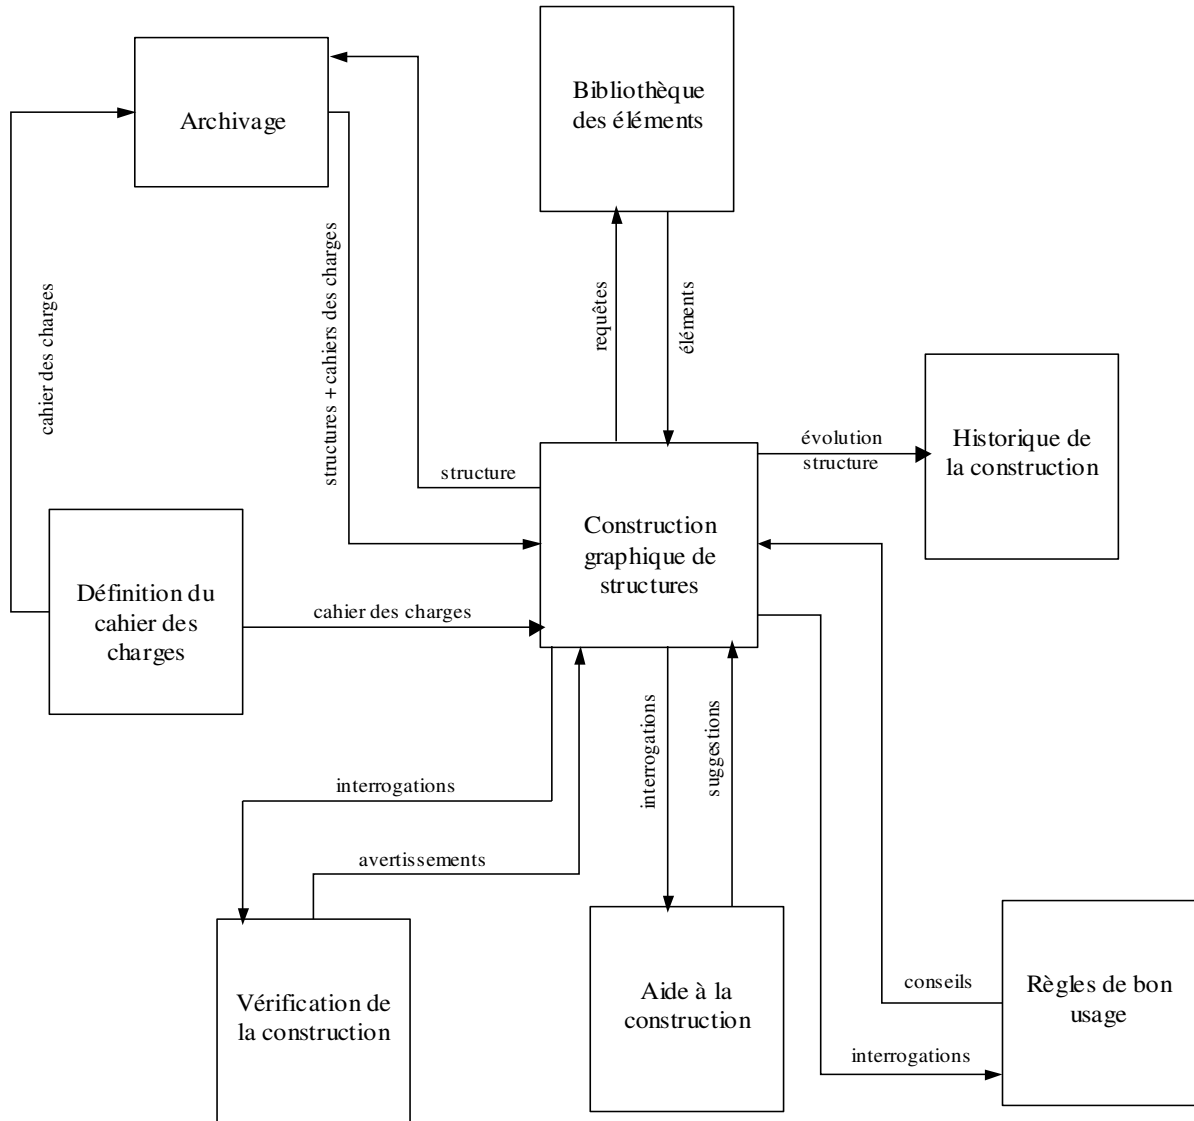 Archivage
Bibliothèque
des éléments
cahier des charges
structures + cahiers des charges
requêtes
éléments
structure
évolution
structure
Historique de
la construction
Construction
graphique de
structures
Définition du
cahier des
charges
cahier des charges
interrogations
avertissements
interrogations
suggestions
Vérification de
la construction
Aide à la
construction
conseils
interrogations
Règles de bon
usage